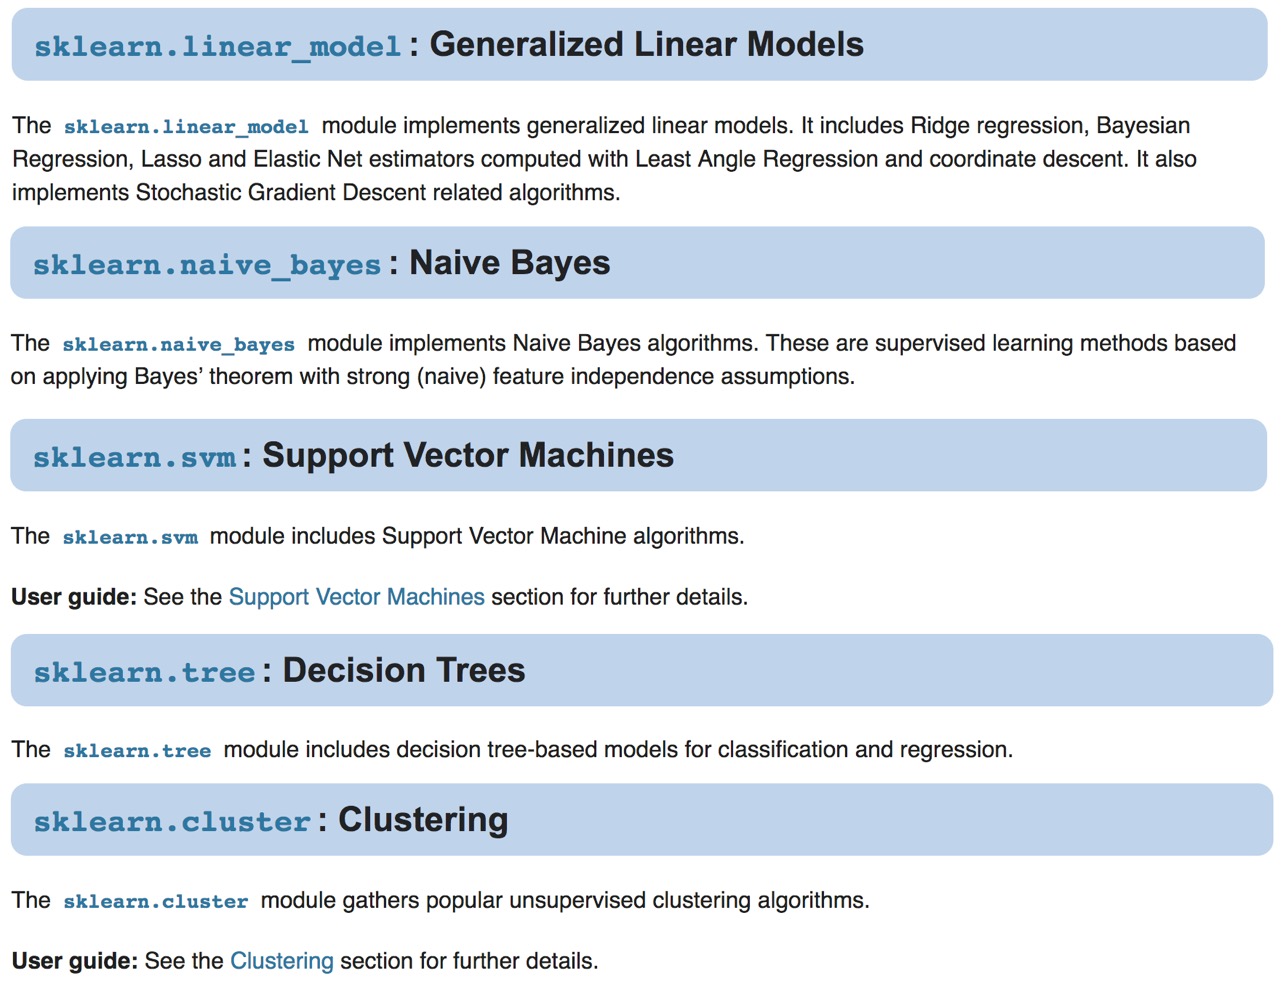 sklearn.linear_model: Generalized Linear Models
The sklearn.linear_model module implements generalized linear models. It includes Ridge regression, Bayesian
Regression, Lasso and Elastic Net estimators computed with Least Angle Regression and coordinate descent. It also
implements Stochastic Gradient Descent related algorithms.
sklearn.naive_bayes: Naive Bayes
The sklearn.naive_bayes module implements Naive Bayes algorithms. These are supervised learning methods based
on applying Bayes’ theorem with strong (naive) feature independence assumptions.
sklearn.svm: Support Vector Machines
The sklearn.svm module includes Support Vector Machine algorithms.
User guide: See the Support Vector Machines section for further details.
sklearn.tree: Decision Trees
The sklearn.tree module includes decision tree-based models for classification and regression.
sklearn.cluster: Clustering
The sklearn.cluster module gathers popular unsupervised clustering algorithms.
User guide: See the Clustering section for further details.